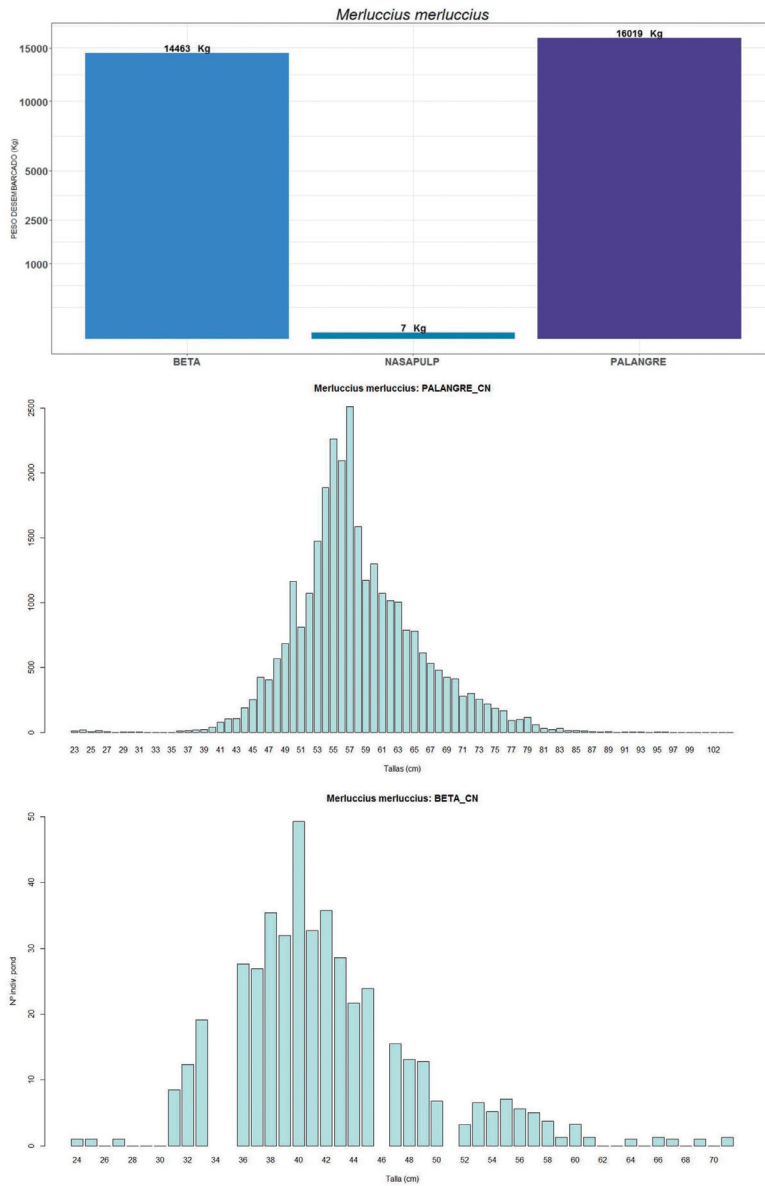 Merluccius merluccius
14463 Kg
16019 Kg
15000
10000
5000
2500
1000
PESO DESEMBARCADO (Kg)
7 Kg
BETA NASAPULP PALANGRE
Merluccius merluccius: PALANGRE_CN
2500
2000
1500
1000
500
0
23 25 27 29 31 33 35 37 39 41 43 45 47 49 51 53 55 57 59 61 63 65 67 69 71 73 75 77 79 81 83 85 87 89 91 93 95 97 99 102
Tallas (cm)
Merluccius merluccius: BETA_CN
50
40
30
20
10
0
Nº indiv. pond
24 26 28 30 32 34 36 38 40 42 44 46 48 50 52 54 56 58 60 62 64 66 68 70
Talla (cm)